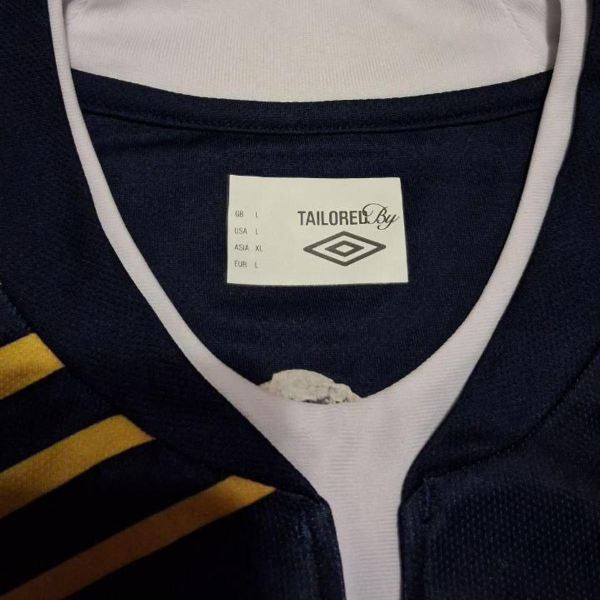 GB L
USA L
ASIA XL
EUR L
TAILORED By